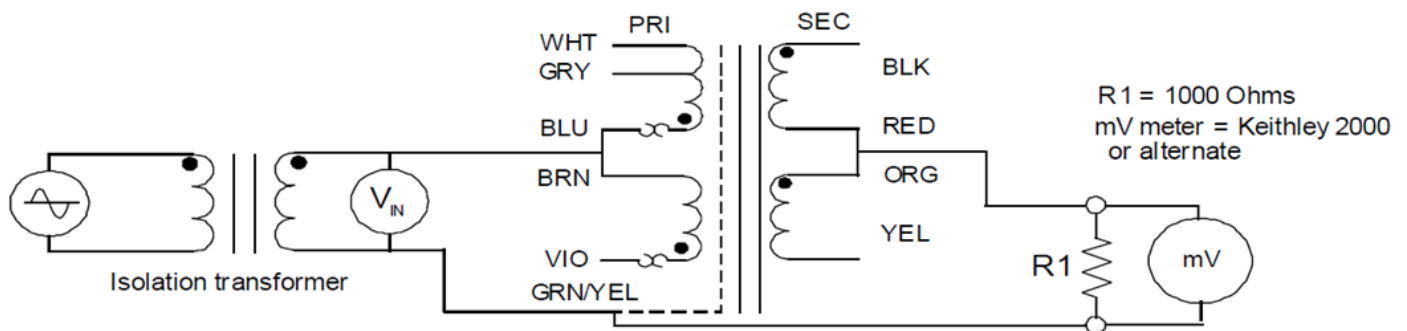 PRI
SEC
WHT
GRY
BLU
BRN
VIO
GRN/YEL
BLK
RED
ORG
YEL
V IN
Isolation transformer
R1 = 1000 Ohms
mV meter = Keithley 2000
or alternate
R1
mV